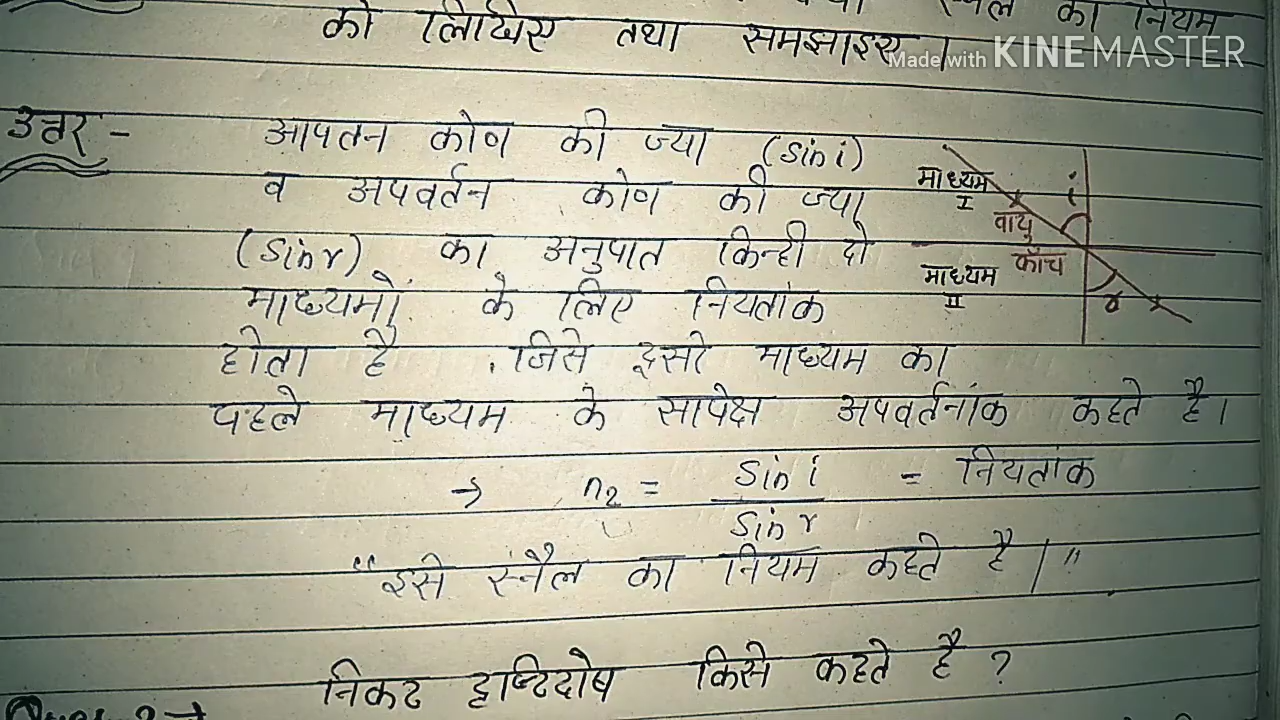 का नियम
को लिखिए तथा समझाइए।
Made with KINEMASTER
उत्तर - आपतन कोण की ज्या (sin i)
व अपवर्तन कोण की ज्या
(sin r) का अनुपात किन्ही दो
माध्यमों के लिए नियतांक
होता है , जिसे दुसरे माध्यम का
पहले माध्यम के सापेक्ष अपवर्तनांक कहते है।
→ n₂ = sin i / sin r = नियतांक
"इसे स्नैल का नियम कहते है।"
माध्यम I
वायु
i
काँच
माध्यम II
r
निकट दृष्टिदोष किसे कहते है ?